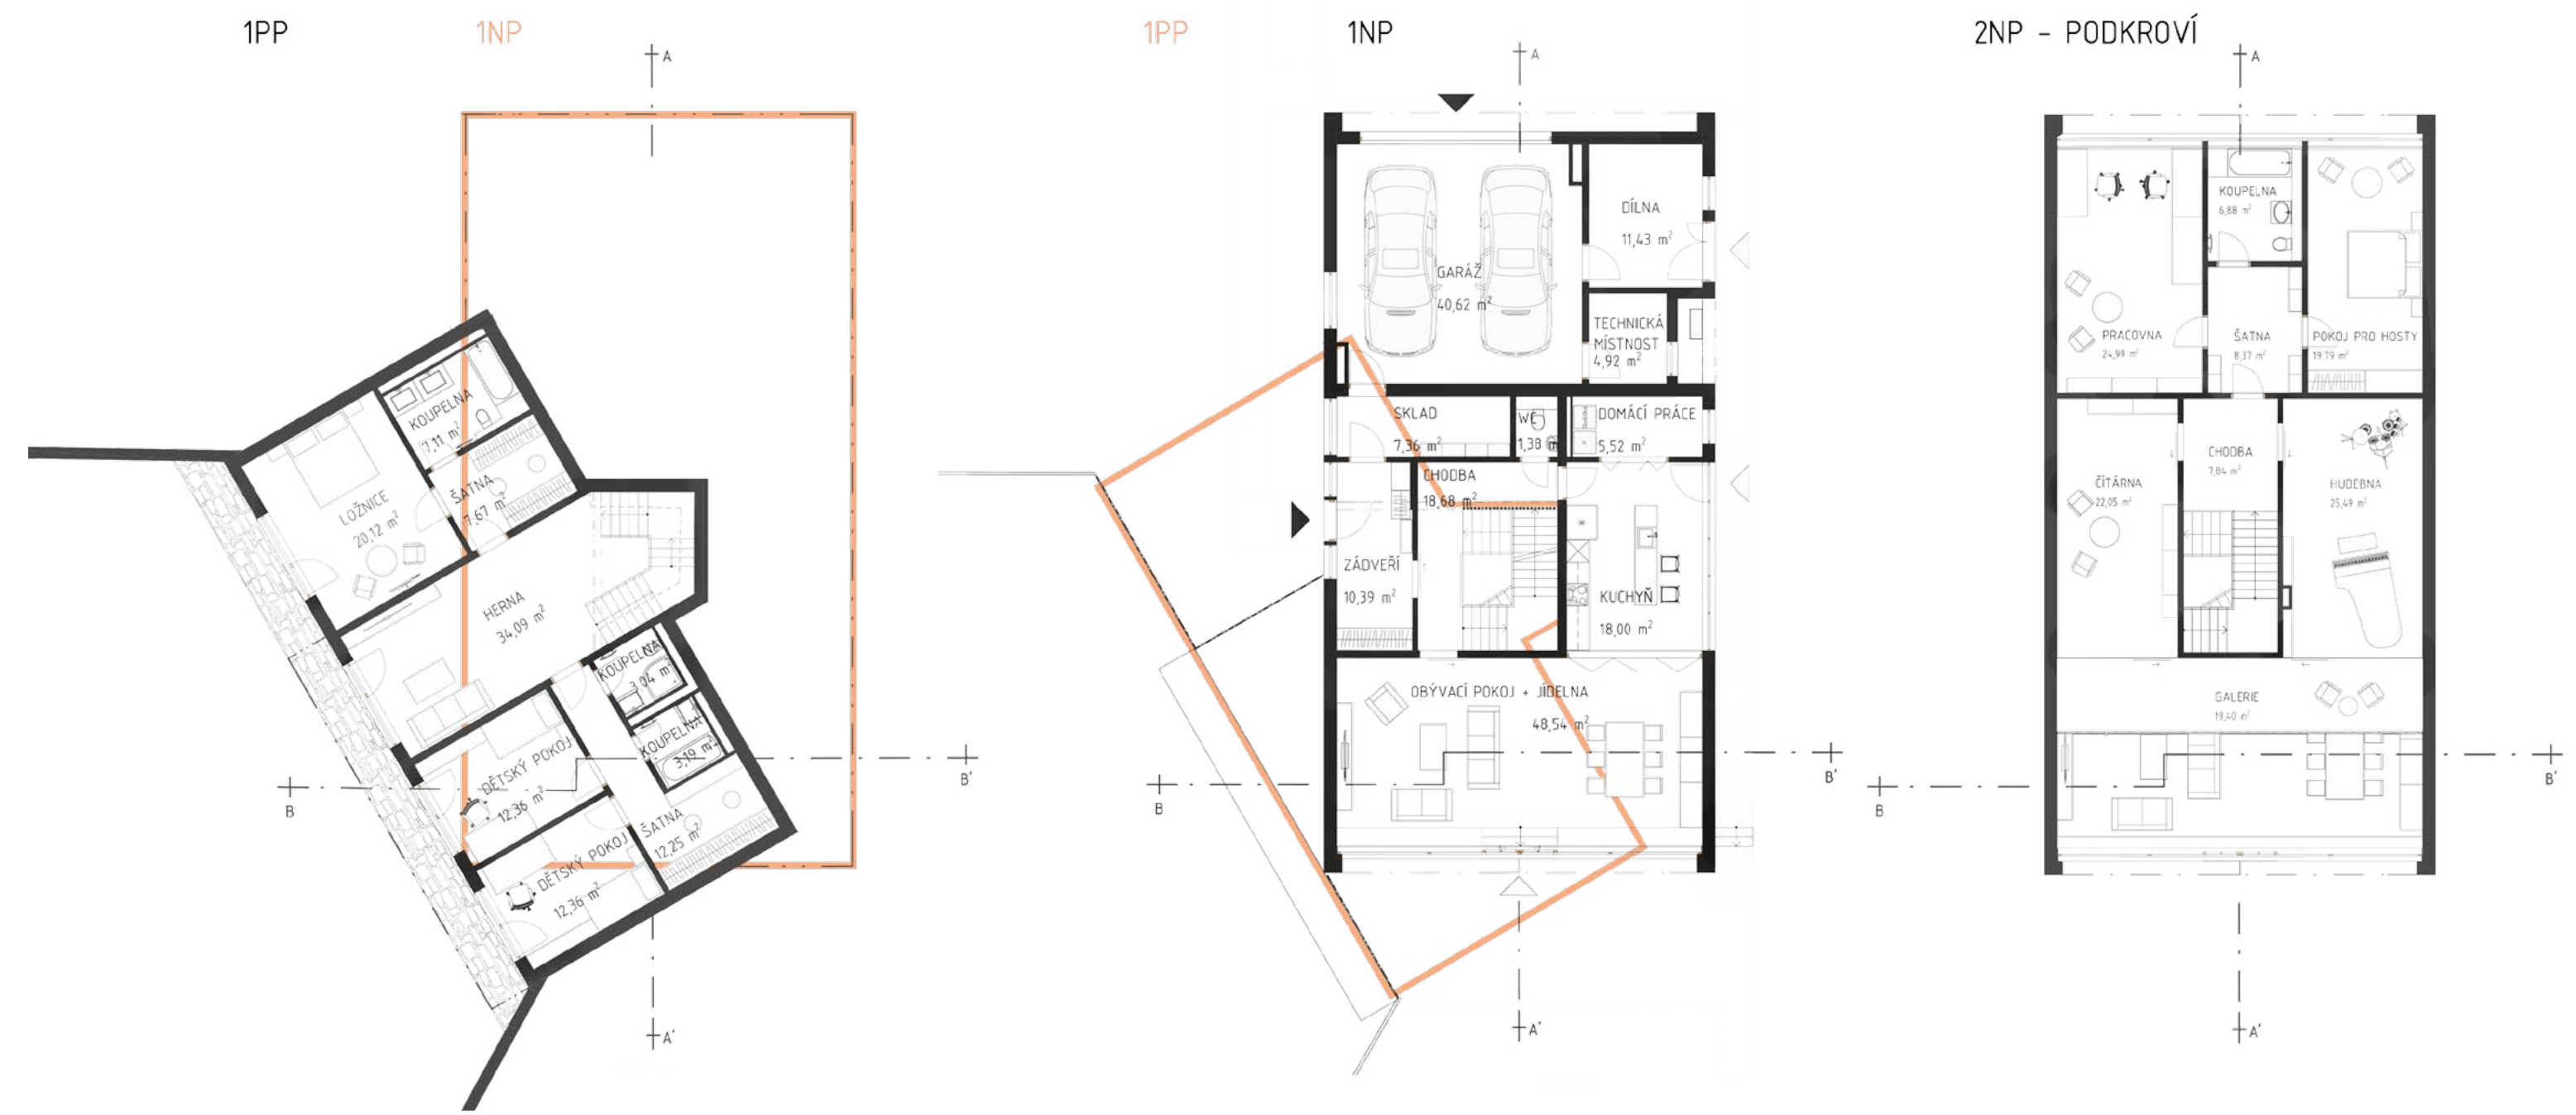 1PP
1NP
A
KOUPELNA
7,11 m²
ŠATNA
7,67 m²
LOŽNICE
20,12 m²
HERNA
34,09 m²
KOUPELNA
3,04 m²
KOUPELNA
3,19 m²
DĚTSKÝ POKOJ
12,36 m²
ŠATNA
12,25 m²
DĚTSKÝ POKOJ
12,36 m²
B
B'
A'
1PP
1NP
A
DÍLNA
11,43 m²
GARÁŽ
40,62 m²
TECHNICKÁ
MÍSTNOST
4,92 m²
SKLAD
7,36 m²
WC
1,38 m
DOMÁCÍ PRÁCE
5,52 m²
CHODBA
18,68 m²
ZÁDVEŘÍ
10,39 m²
KUCHYŇ
18,00 m²
OBÝVACÍ POKOJ + JÍDELNA
48,54 m²
B
B'
A'
2NP - PODKROVÍ
A
KOUPELNA
6,88 m²
PRACOVNA
24,99 m²
ŠATNA
8,37 m²
POKOJ PRO HOSTY
19,79 m²
ČÍTÁRNA
22,05 m²
CHODBA
7,84 m²
HUDEBNA
25,49 m²
GALERIE
19,40 m²
B
B'
A'